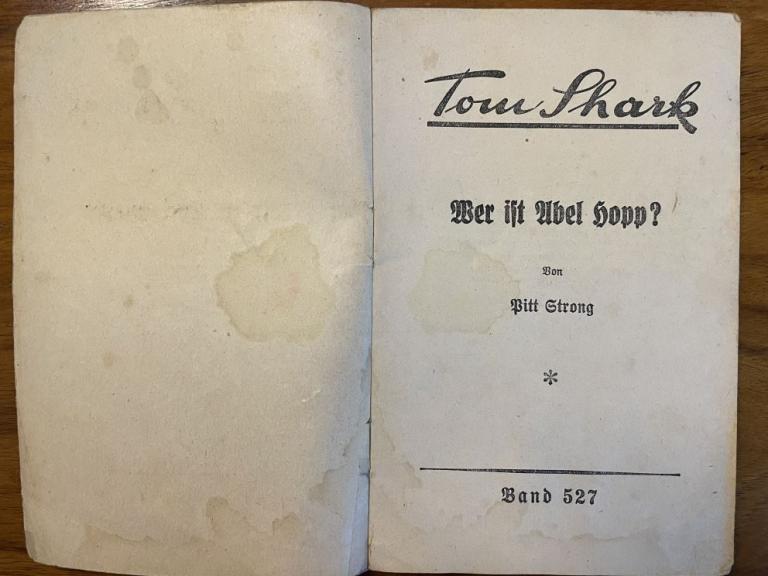 Tom Shark
Wer ist Abel Hopp?
Von
Pitt Strong
*
Band 527